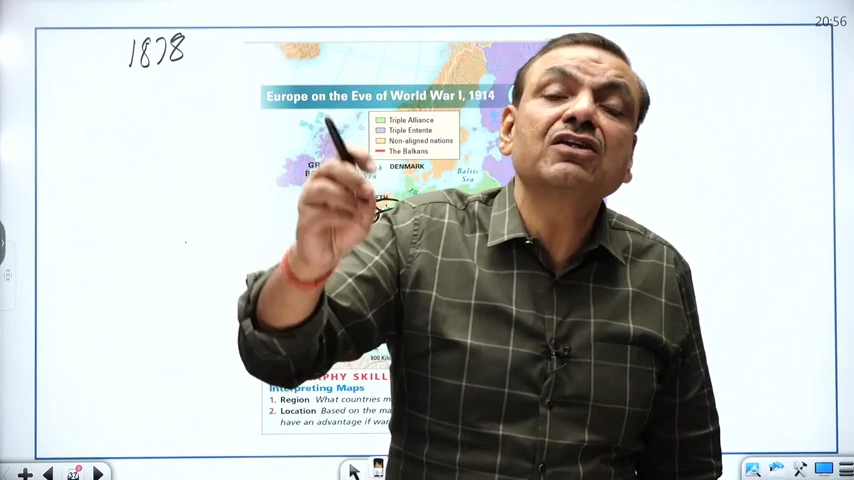 20:56
1878
Europe on the Eve of World War I, 1914
Triple Alliance
Triple Entente
Non-aligned nations
The Balkans
DENMARK
Baltic
Sea
800 Kilo
PHY SKILL
Interpreting Maps
1. Region What countries m
2. Location Based on the ma
have an advantage if war
37